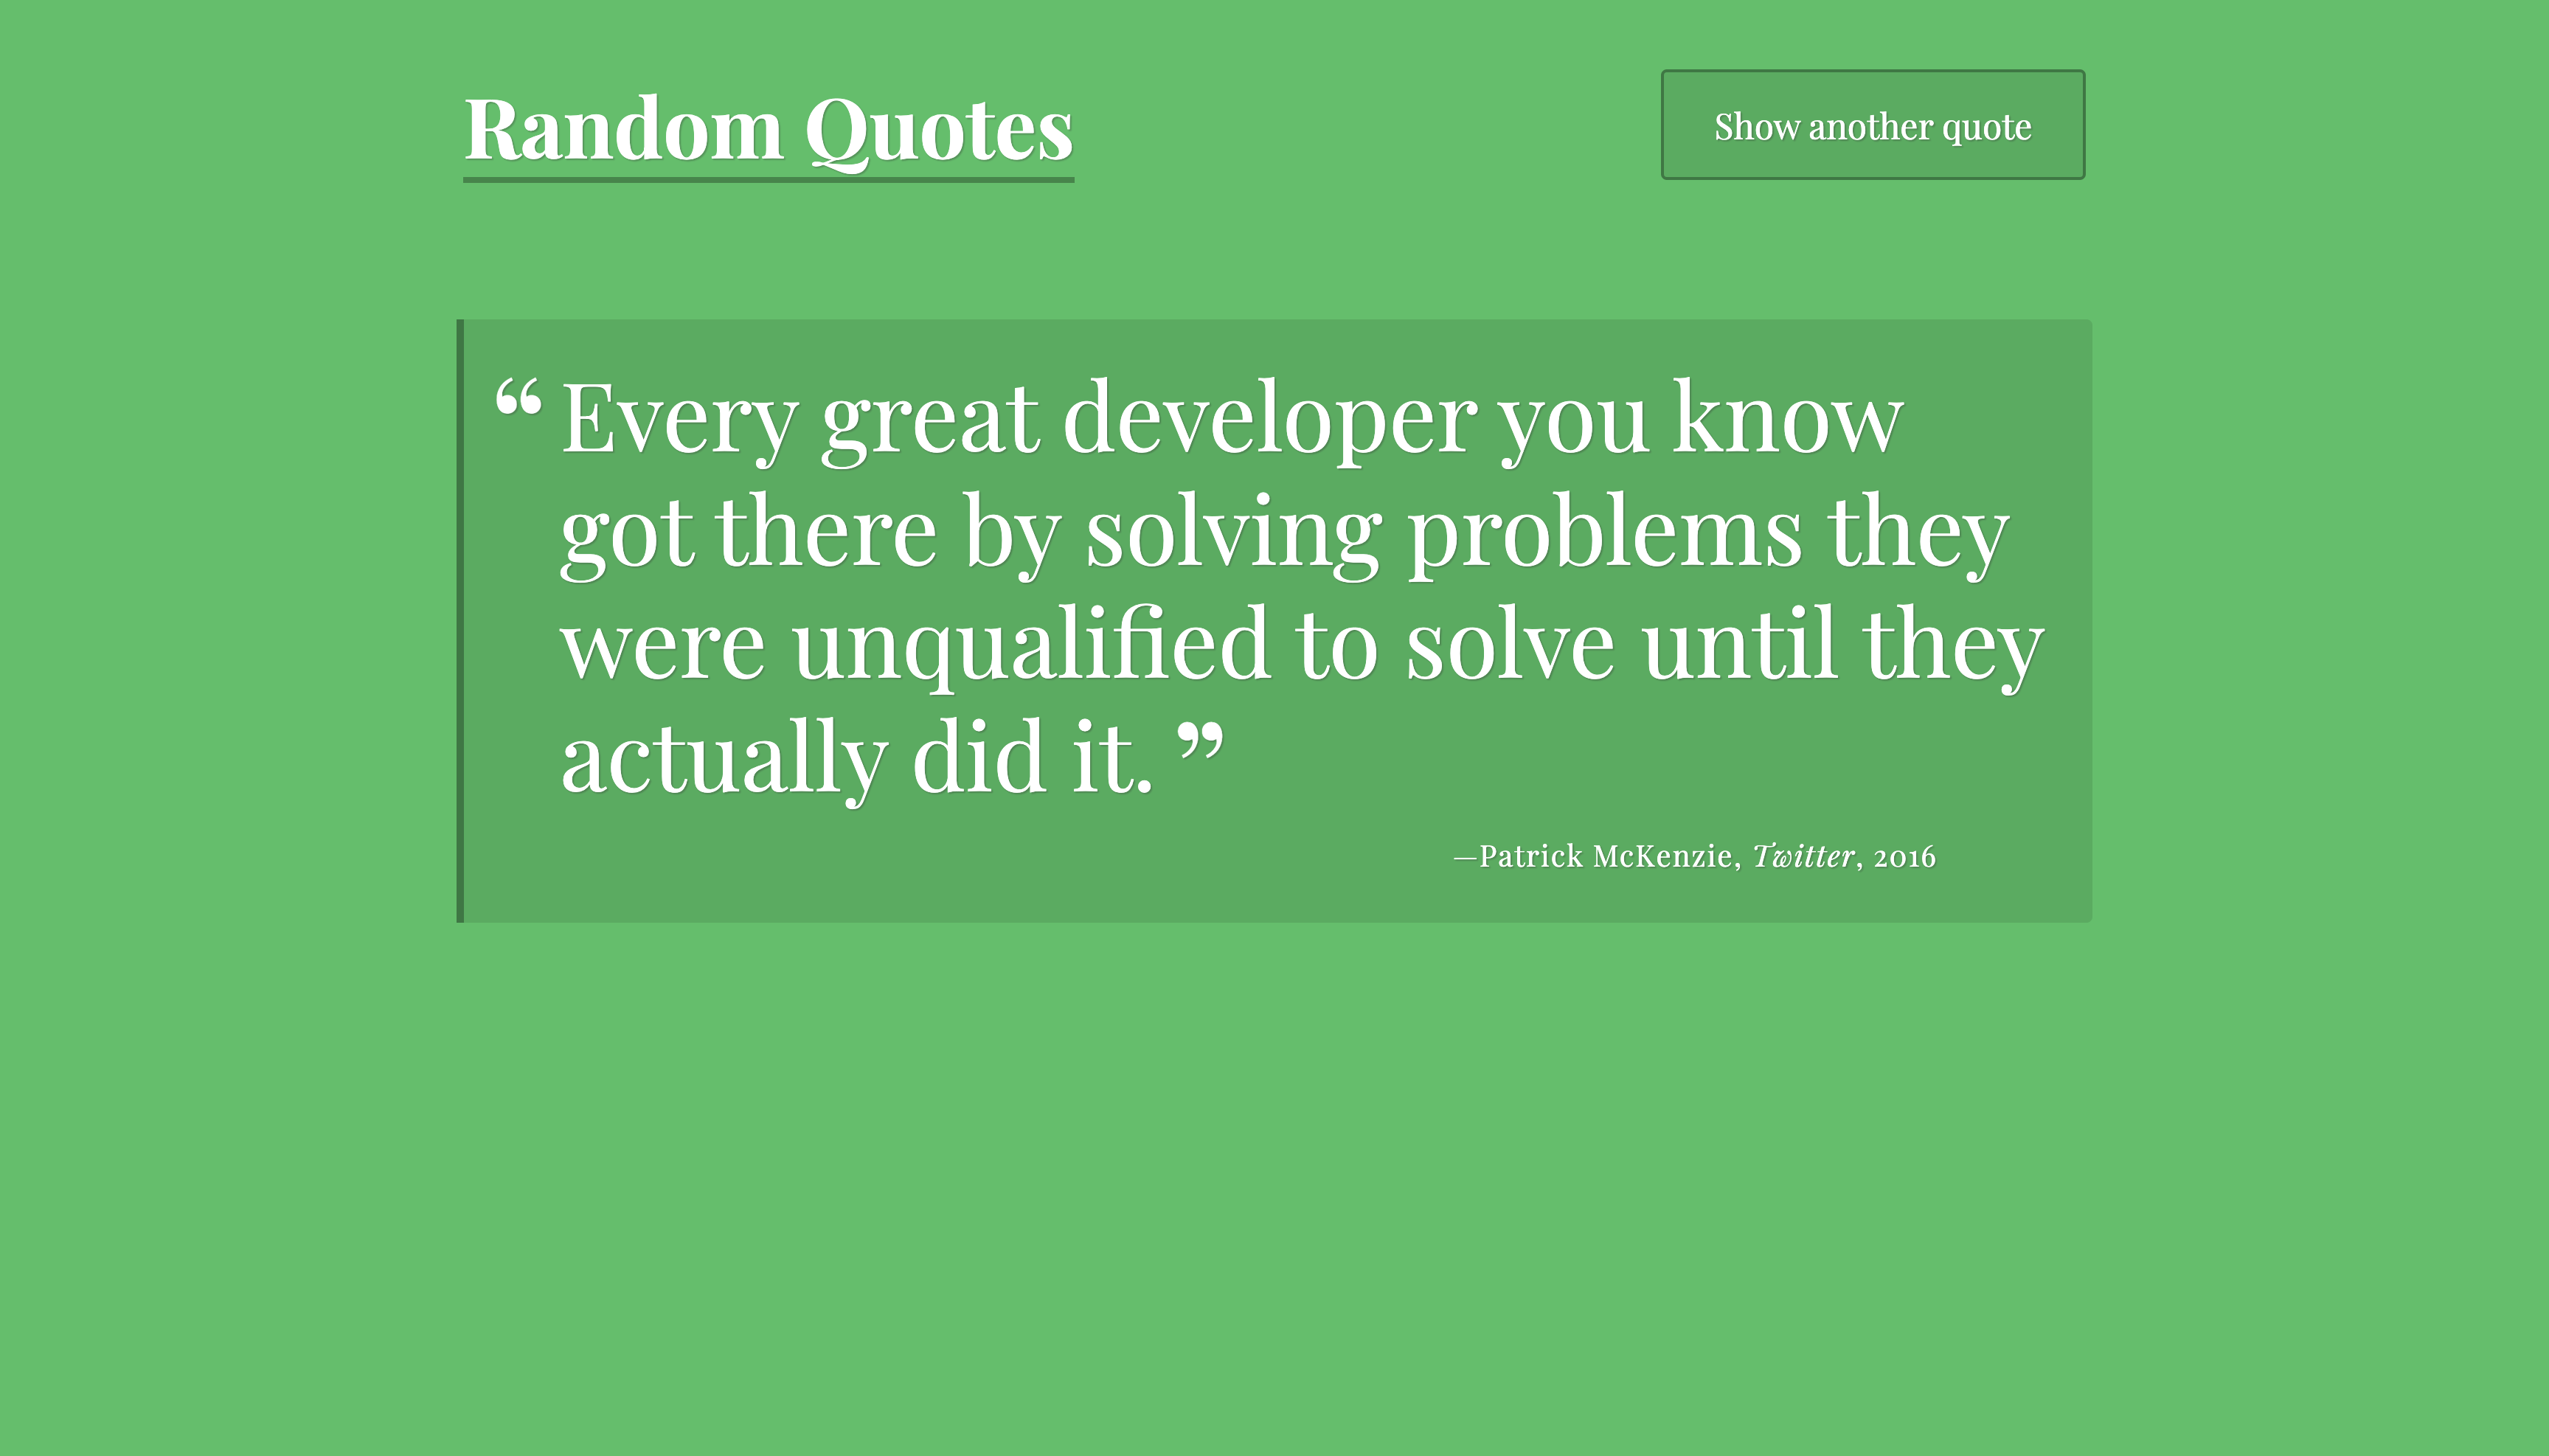 Random Quotes
Show another quote
“Every great developer you know
got there by solving problems they
were unqualified to solve until they
actually did it.”
—Patrick McKenzie, Twitter, 2016